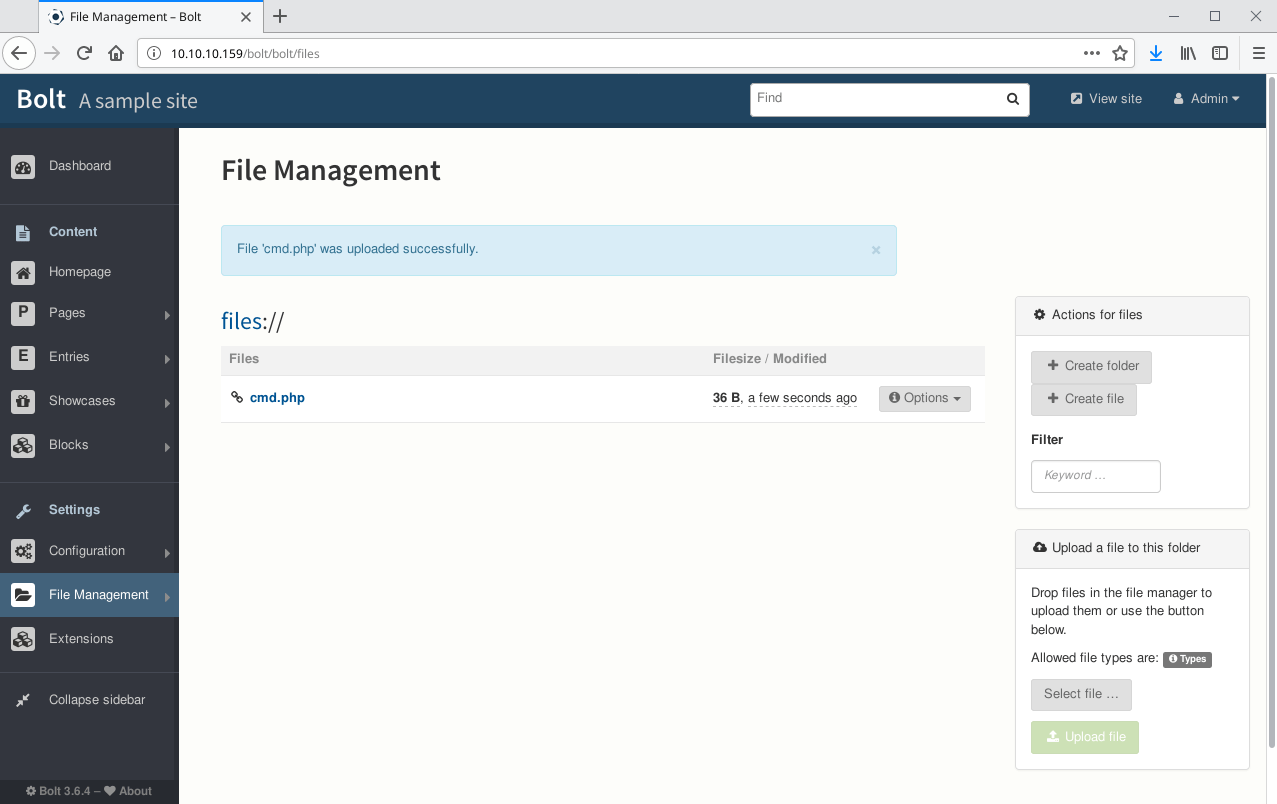 File Management – Bolt
10.10.10.159/bolt/bolt/files
Bolt A sample site
Find
View site
Admin
Dashboard
Content
Homepage
P Pages
E Entries
Showcases
Blocks
Settings
Configuration
File Management
Extensions
Collapse sidebar
Bolt 3.6.4 – About
File Management
File 'cmd.php' was uploaded successfully.
×
files://
Files Filesize / Modified
cmd.php 36 B, a few seconds ago Options
Actions for files
Create folder
Create file
Filter
Keyword ...
Upload a file to this folder
Drop files in the file manager to
upload them or use the button
below.
Allowed file types are: Types
Select file ...
Upload file